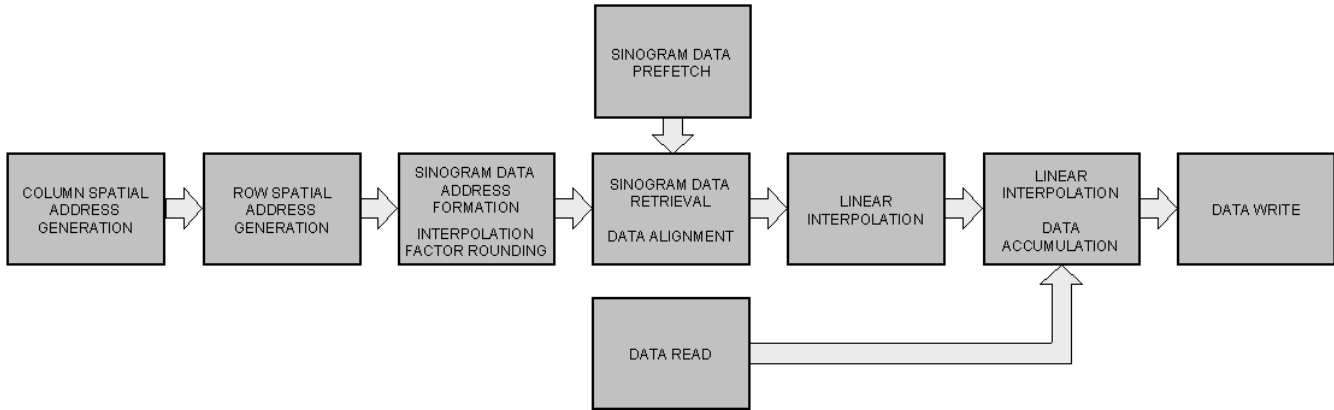 SINOGRAM DATA
PREFETCH
COLUMN SPATIAL
ADDRESS
GENERATION
ROW SPATIAL
ADDRESS
GENERATION
SINOGRAM DATA
ADDRESS
FORMATION
INTERPOLATION
FACTOR ROUNDING
SINOGRAM DATA
RETRIEVAL
DATA ALIGNMENT
LINEAR
INTERPOLATION
LINEAR
INTERPOLATION
DATA
ACCUMULATION
DATA WRITE
DATA READ